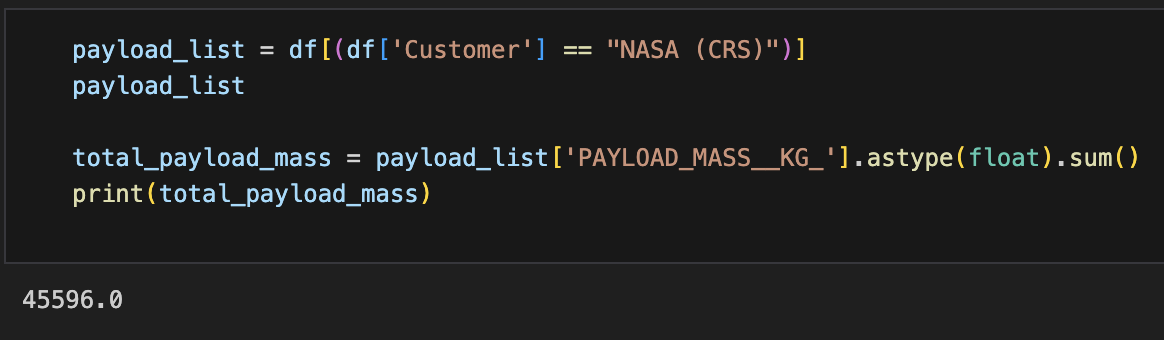 payload_list = df[(df['Customer'] == "NASA (CRS)")]
payload_list
total_payload_mass = payload_list['PAYLOAD_MASS__KG_'].astype(float).sum()
print(total_payload_mass)
45596.0